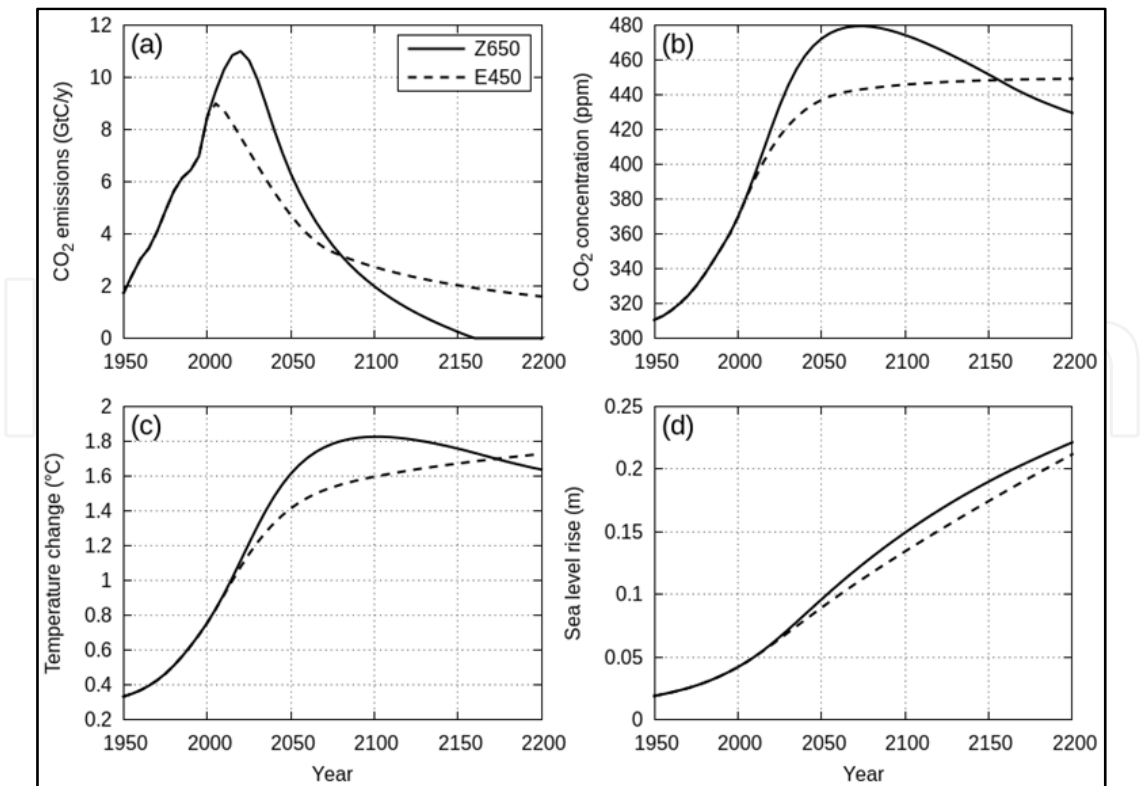 (a)
Z650
E450
CO2 emissions (GtC/y)
12
10
8
6
4
2
0
1950 2000 2050 2100 2150 2200
(b)
CO2 concentration (ppm)
480
460
440
420
400
380
360
340
320
300
1950 2000 2050 2100 2150 2200
(c)
Temperature change (°C)
2
1.8
1.6
1.4
1.2
1
0.8
0.6
0.4
0.2
1950 2000 2050 2100 2150 2200
Year
(d)
Sea level rise (m)
0.25
0.2
0.15
0.1
0.05
0
1950 2000 2050 2100 2150 2200
Year